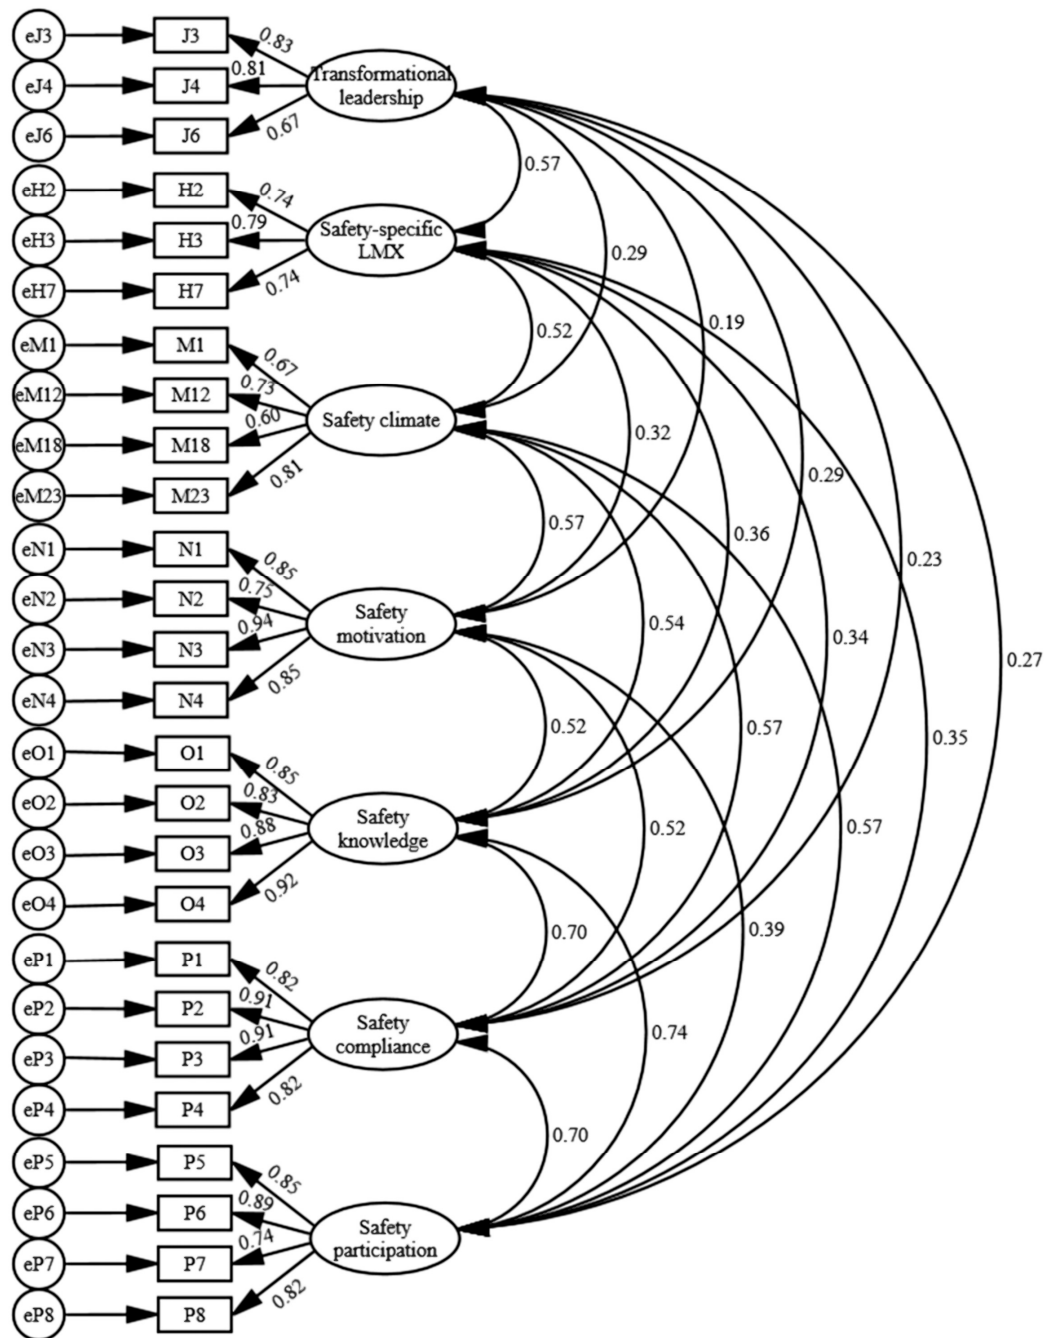 eJ3 J3 0.83
Transformational
leadership
eJ4 J4 0.81
eJ6 J6 0.67
0.57
eH2 H2 0.74
Safety-specific
LMX
eH3 H3 0.79
eH7 H7 0.74
0.29
0.19
0.52
eM1 M1 0.67
eM12 M12 0.73
Safety climate
0.32
eM18 M18 0.60
0.29
eM23 M23 0.81
0.57
0.36
eN1 N1 0.85
0.23
eN2 N2 0.75
Safety
motivation
0.54
0.34
eN3 N3 0.94
0.27
eN4 N4 0.85
0.52
0.57
0.35
eO1 O1 0.85
eO2 O2 0.83
Safety
knowledge
0.52
0.57
eO3 O3 0.88
eO4 O4 0.92
0.70
0.39
eP1 P1 0.82
eP2 P2 0.91
Safety
compliance
0.74
eP3 P3 0.91
eP4 P4 0.82
0.70
eP5 P5 0.85
eP6 P6 0.89
Safety
participation
eP7 P7 0.74
eP8 P8 0.82